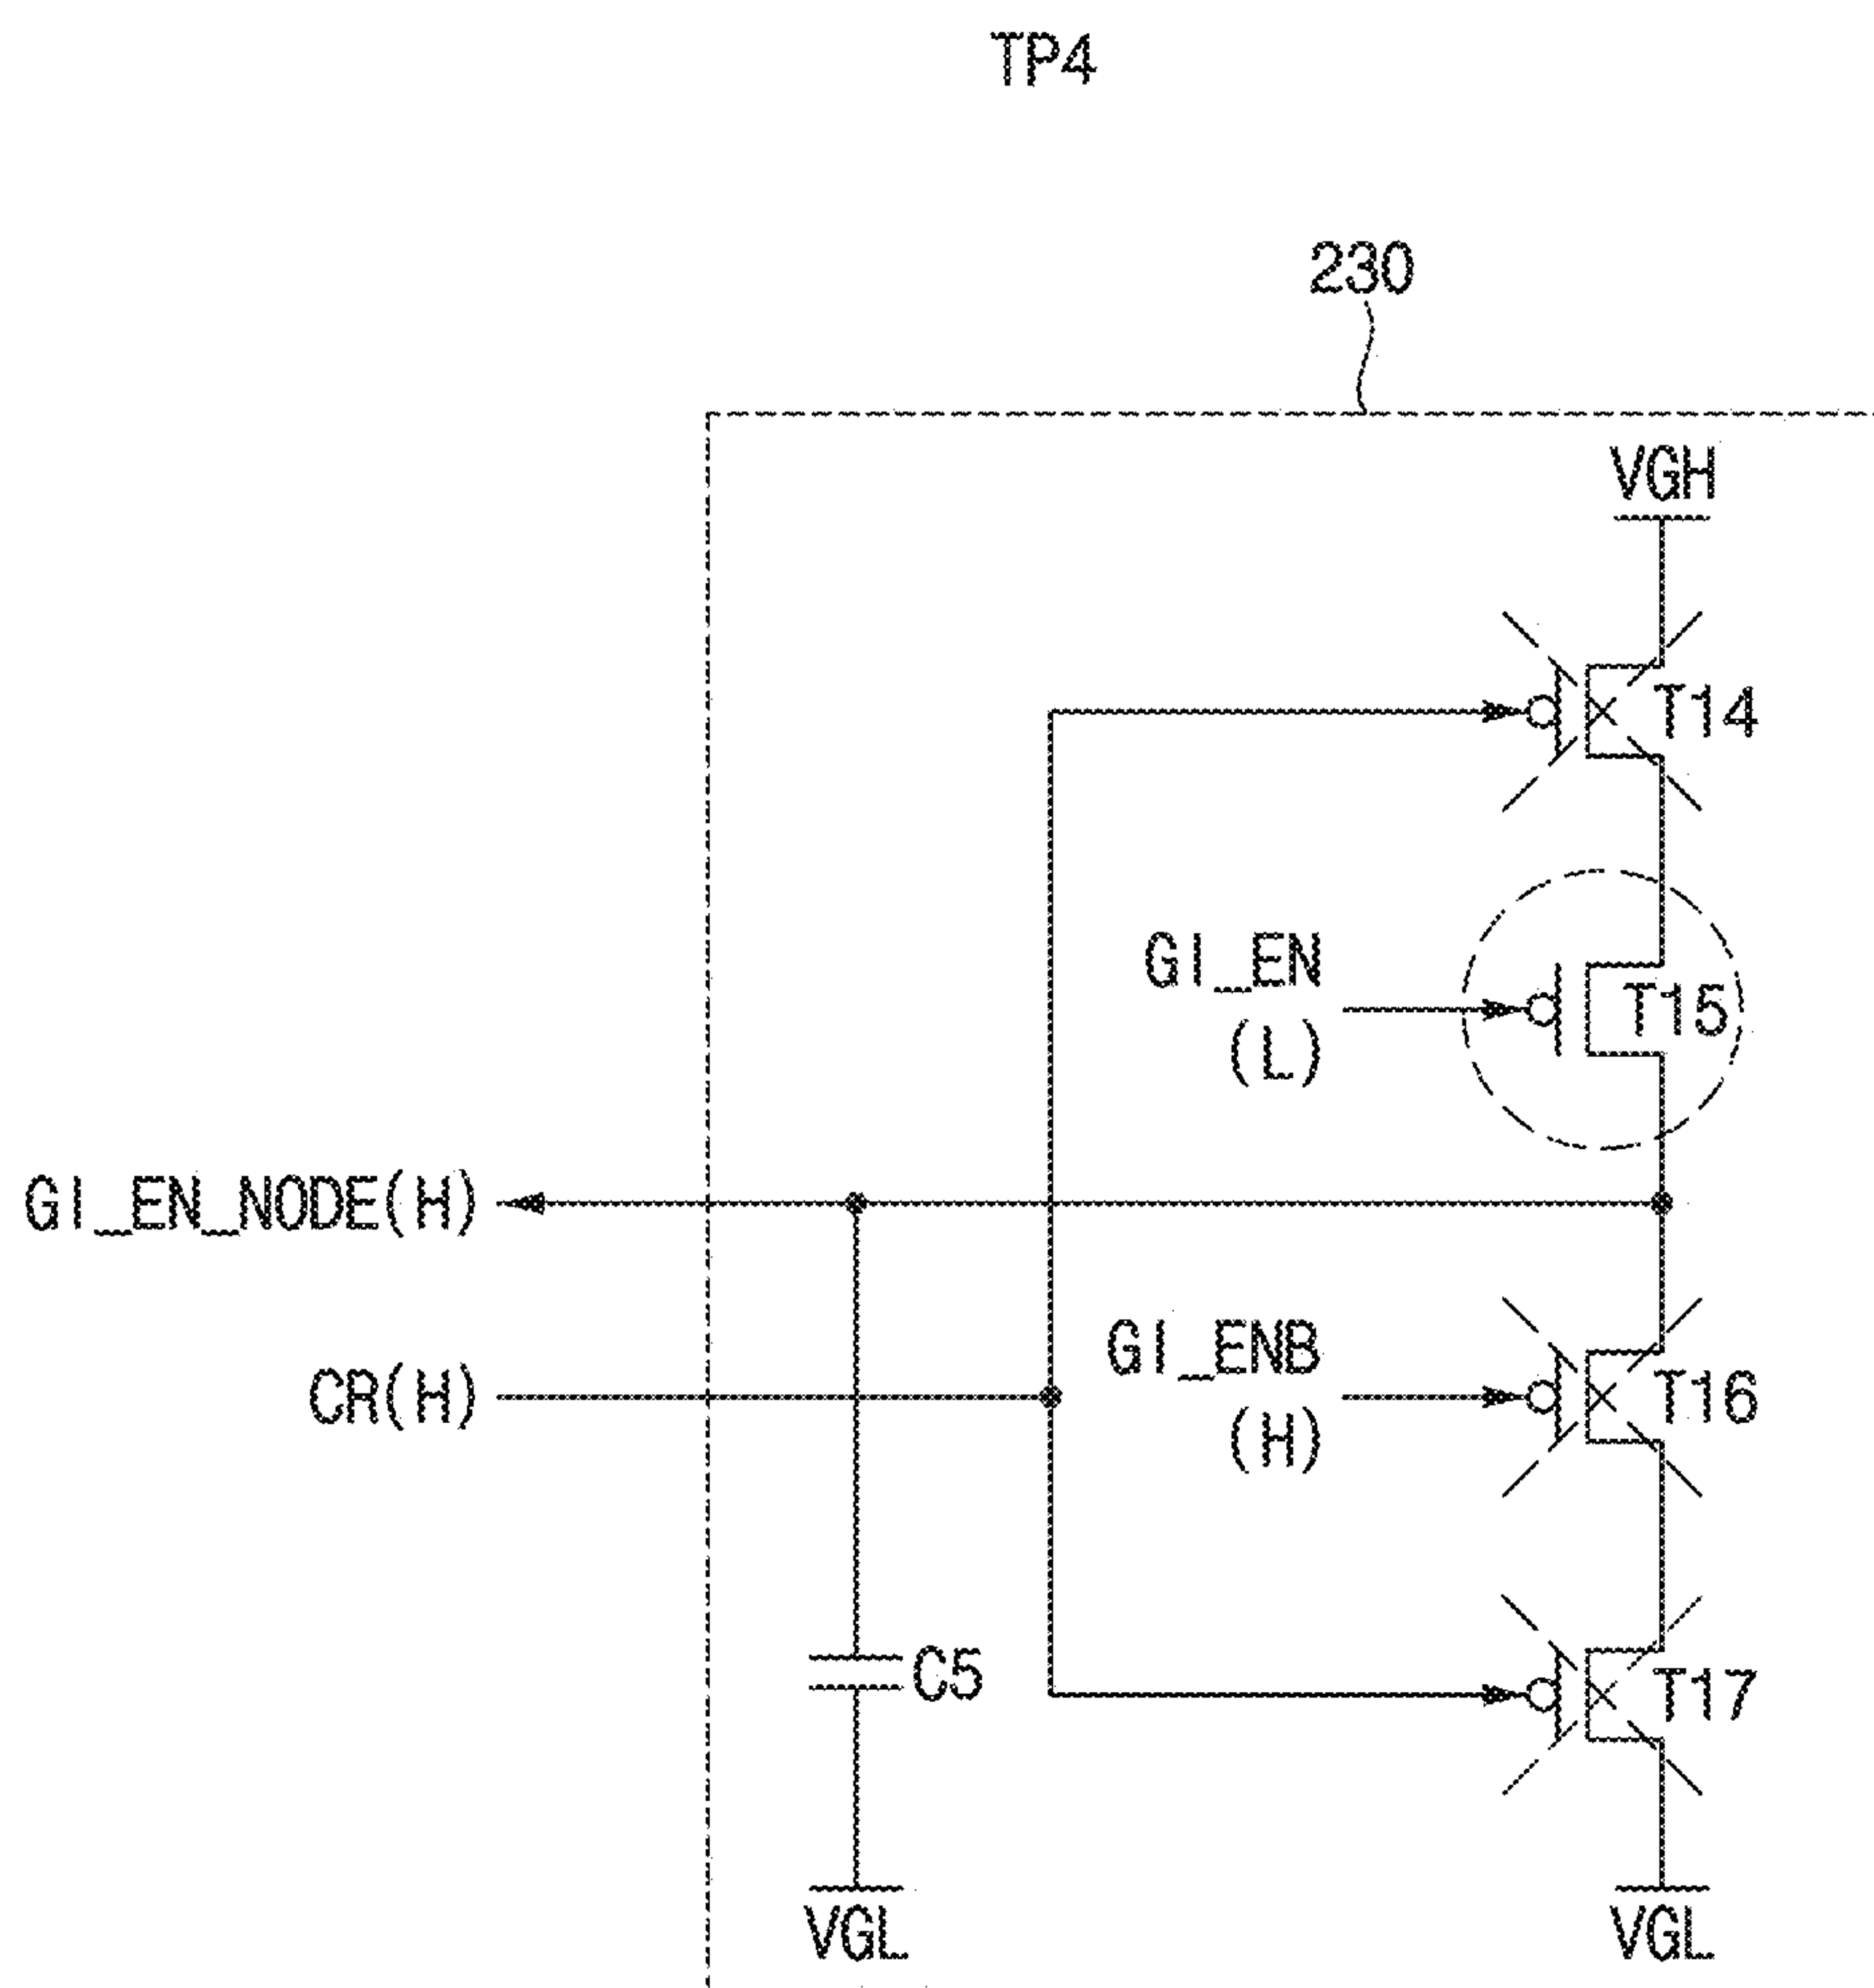 TP4
230
VGH
T14
GI_EN
(L)
T15
GI_EN_NODE(H)
GI_ENB
(H)
T16
CR(H)
C5
T17
VGL
VGL